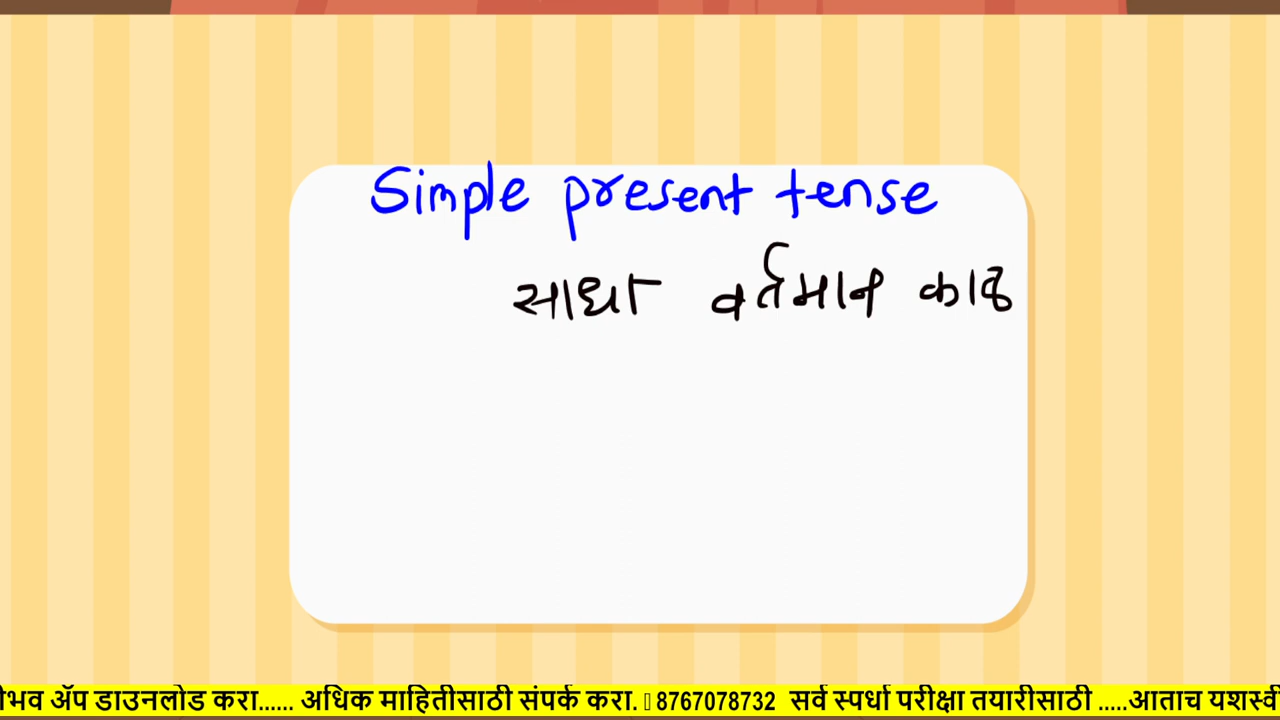 Simple present tense
साधा वर्तमान काळ
ीभव ॲप डाउनलोड करा...... अधिक माहितीसाठी संपर्क करा. 8767078732 सर्व स्पर्धा परीक्षा तयारीसाठी .....आताच यशस्वी